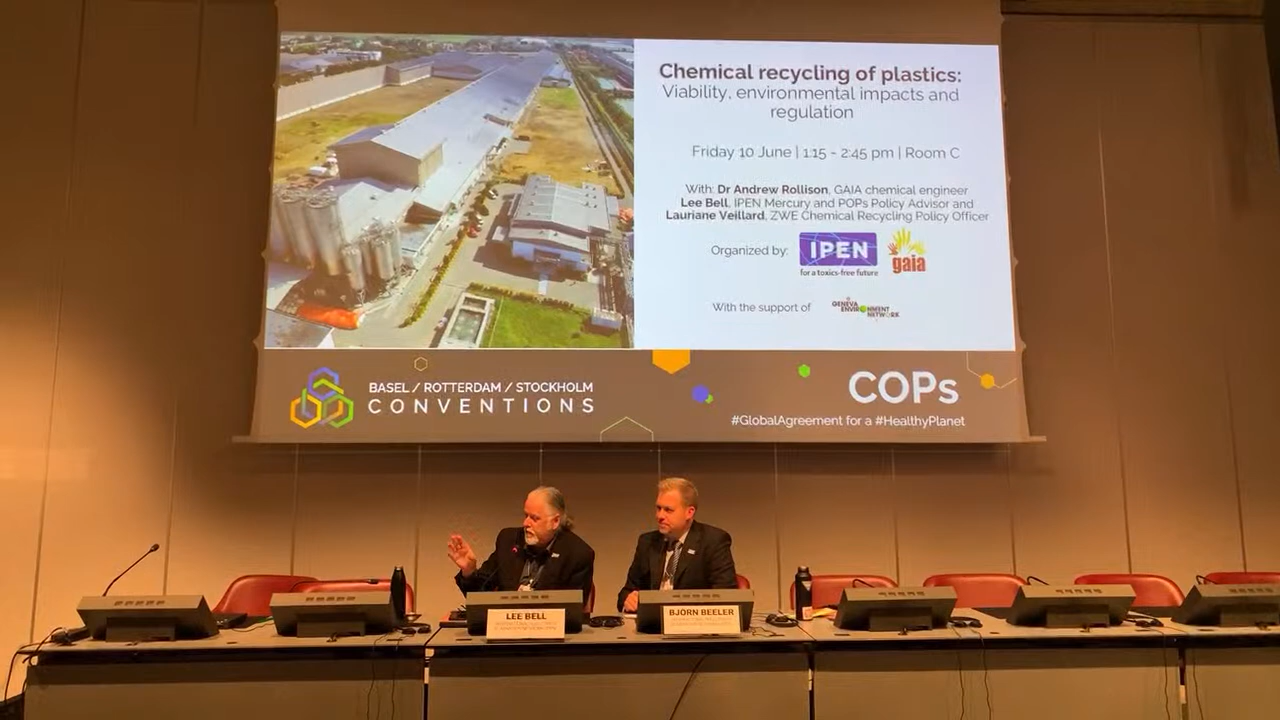 Chemical recycling of plastics:
Viability, environmental impacts and
regulation
Friday 10 June | 1:15 - 2:45 pm | Room C
With: Dr Andrew Rollison, GAIA chemical engineer
Lee Bell, IPEN Mercury and POPs Policy Advisor and
Lauriane Veillard, ZWE Chemical Recycling Policy Officer
Organized by:
IPEN
for a toxics-free future
gaia
With the support of
GENEVA
ENVIRONMENT
NETWORK
BASEL / ROTTERDAM / STOCKHOLM
CONVENTIONS
COPs
#GlobalAgreement for a #HealthyPlanet
LEE BELL
BJORN BEELER